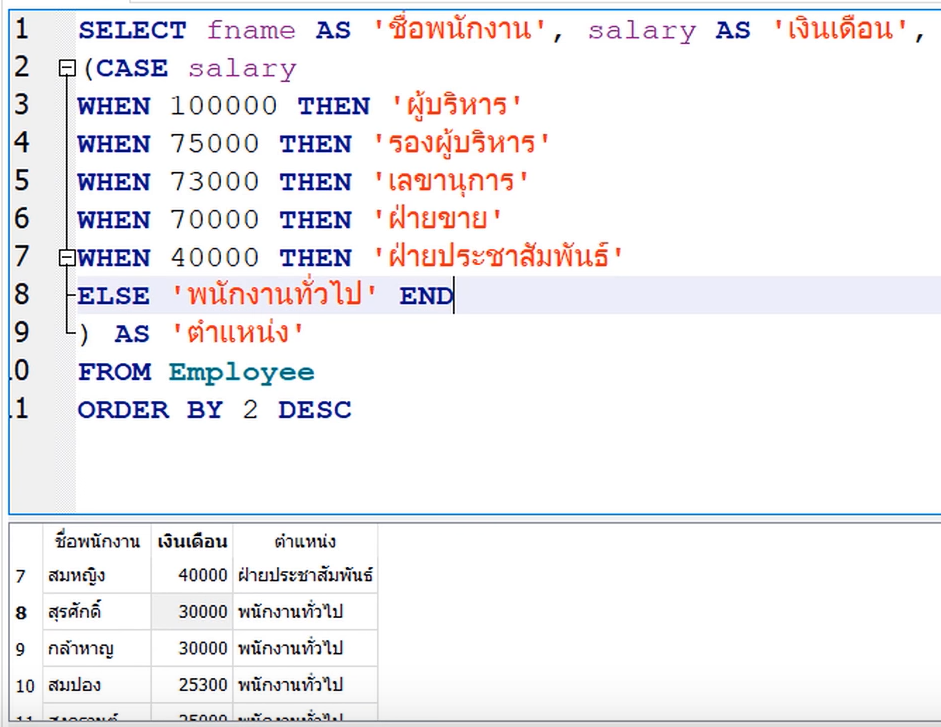 1 SELECT fname AS 'ชื่อพนักงาน', salary AS 'เงินเดือน',
2 (CASE salary
3 WHEN 100000 THEN 'ผู้บริหาร'
4 WHEN 75000 THEN 'รองผู้บริหาร'
5 WHEN 73000 THEN 'เลขานุการ'
6 WHEN 70000 THEN 'ฝ่ายขาย'
7 WHEN 40000 THEN 'ฝ่ายประชาสัมพันธ์'
8 ELSE 'พนักงานทั่วไป' END
9 ) AS 'ตำแหน่ง'
10 FROM Employee
11 ORDER BY 2 DESC
ชื่อพนักงาน เงินเดือน ตำแหน่ง
7 สมหญิง 40000 ฝ่ายประชาสัมพันธ์
8 สุรศักดิ์ 30000 พนักงานทั่วไป
9 กล้าหาญ 30000 พนักงานทั่วไป
10 สมปอง 25300 พนักงานทั่วไป